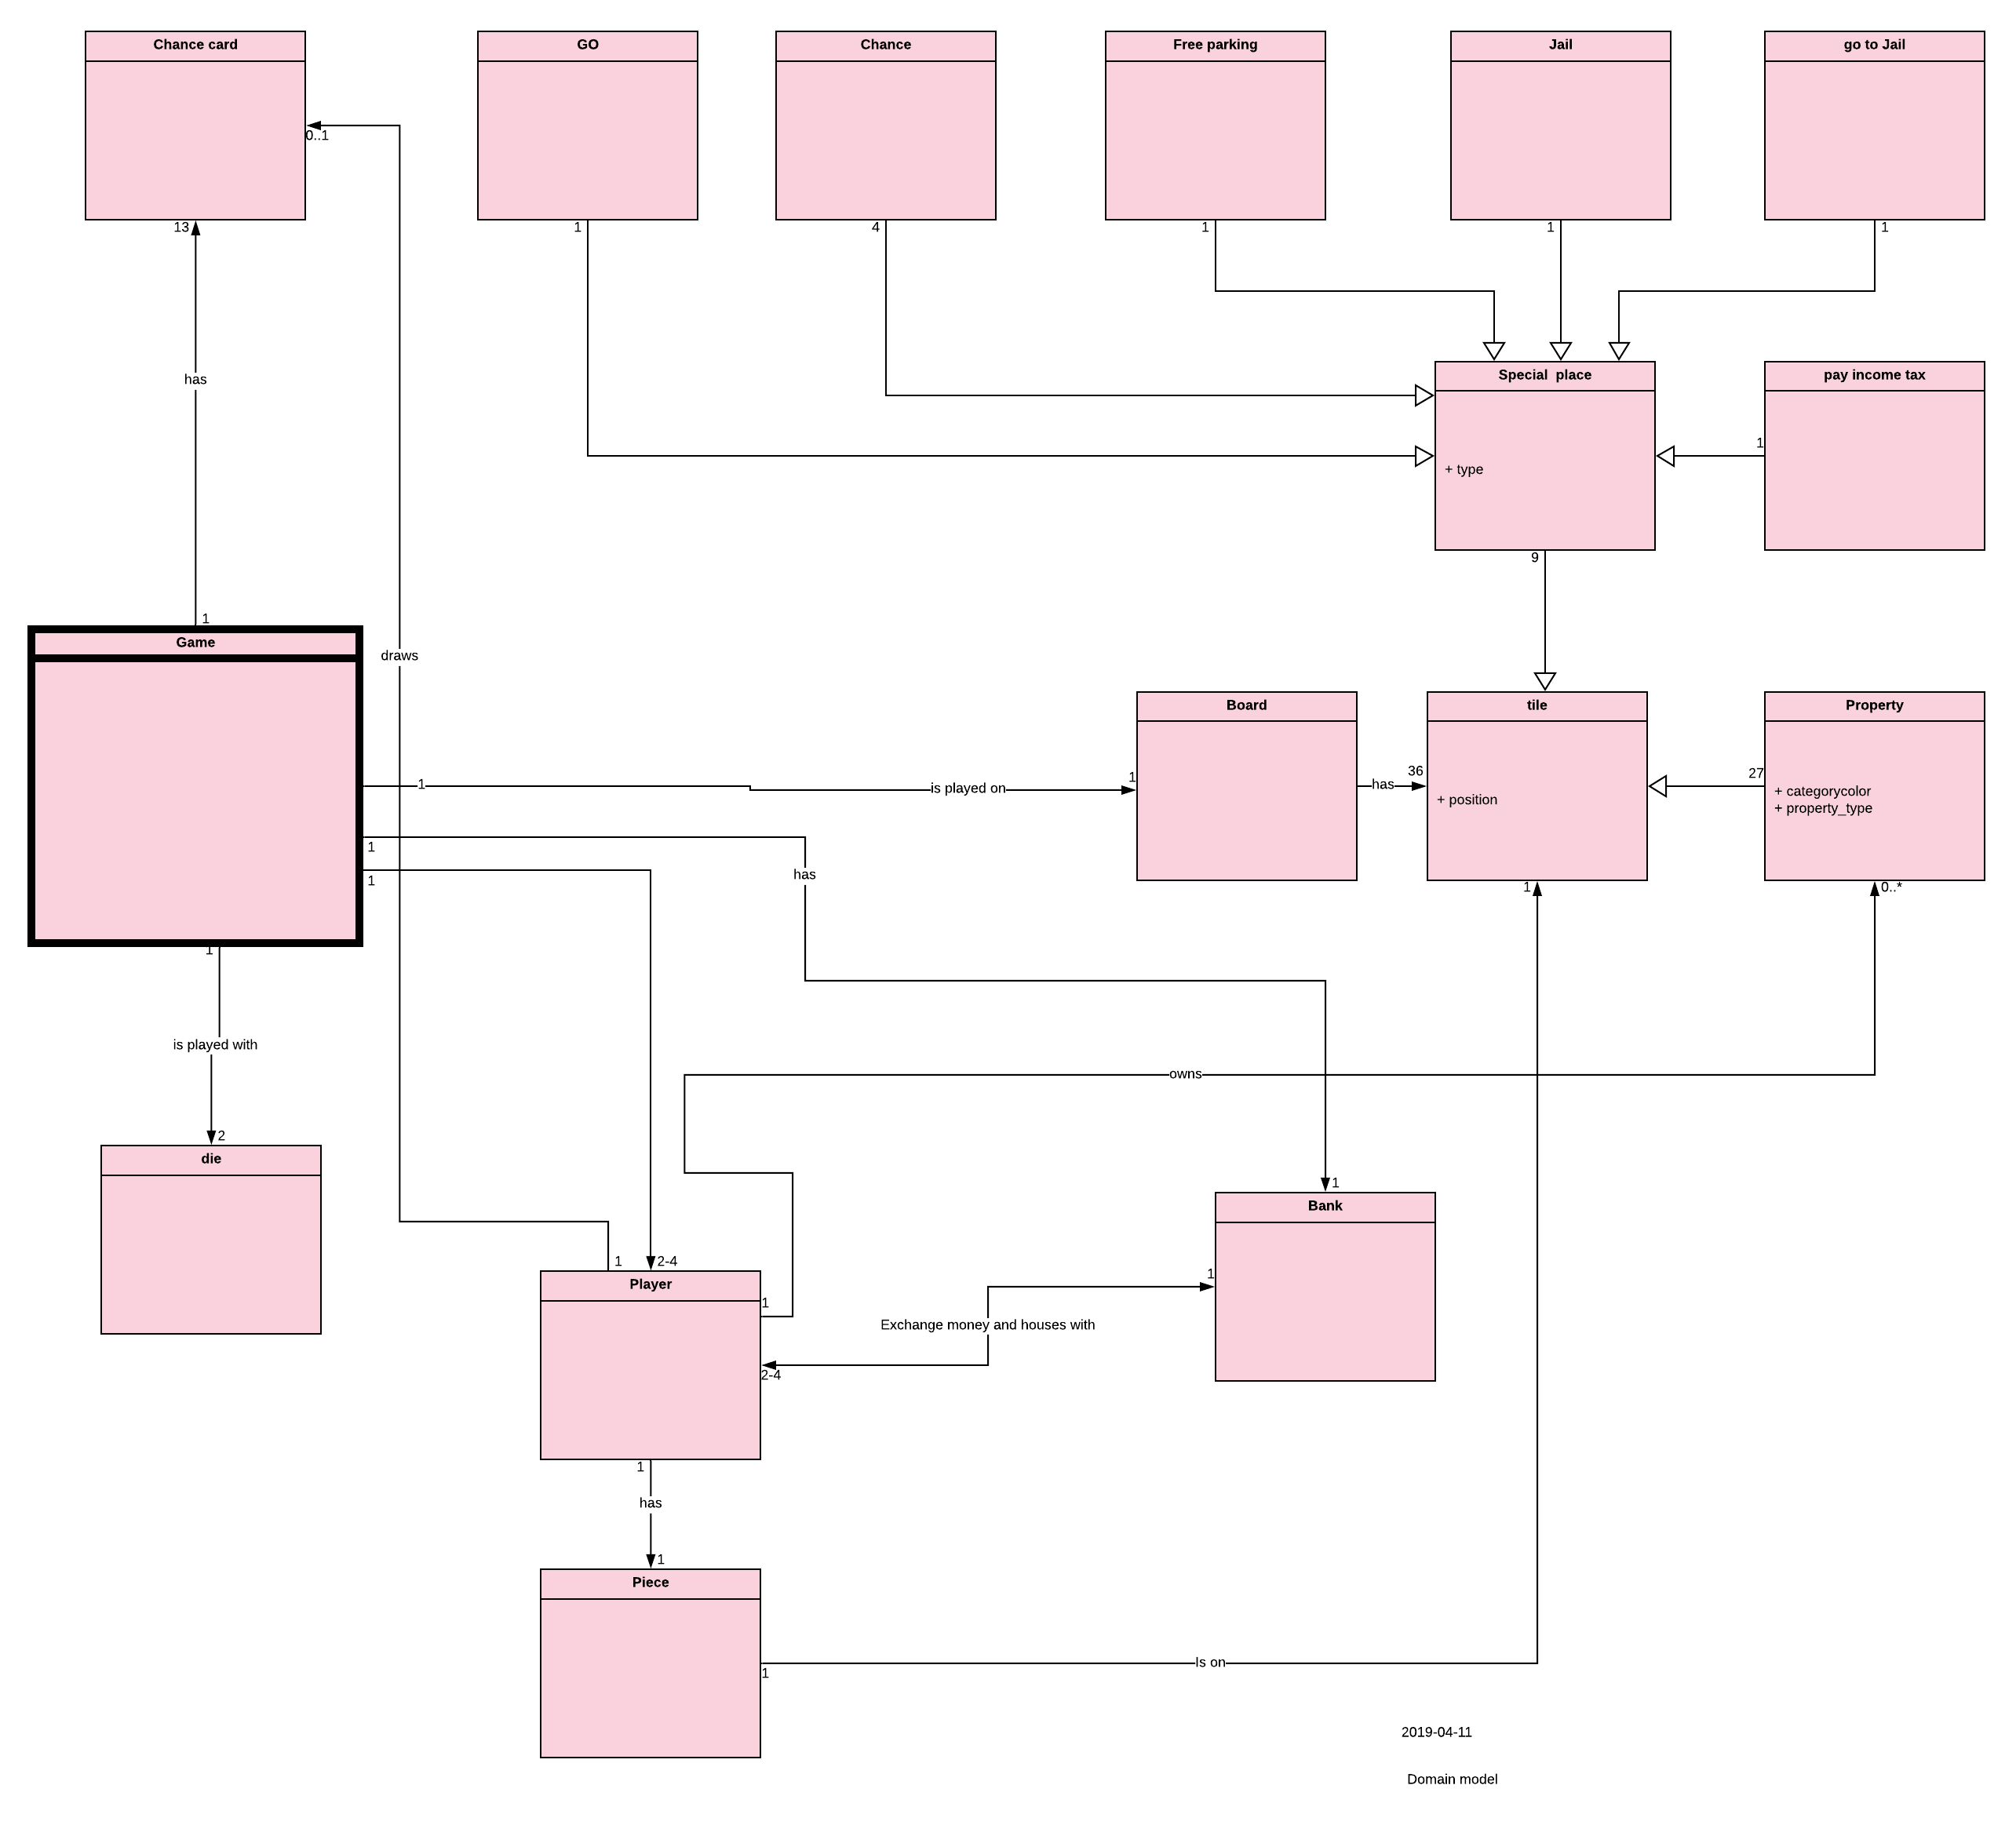 Chance card
GO
Chance
Free parking
Jail
go to Jail
0..1
13
1
4
1
1
1
has
Special  place
pay income tax
+ type
1
9
1
Game
draws
Board
tile
Property
1
is played on
1
has
36
+ position
27
+ categorycolor
+ property_type
1
has
1
1
0..*
1
is played with
owns
2
die
1
Bank
1
2-4
Player
1
1
Exchange money and houses with
2-4
1
has
1
Piece
1
Is on
2019-04-11
Domain model